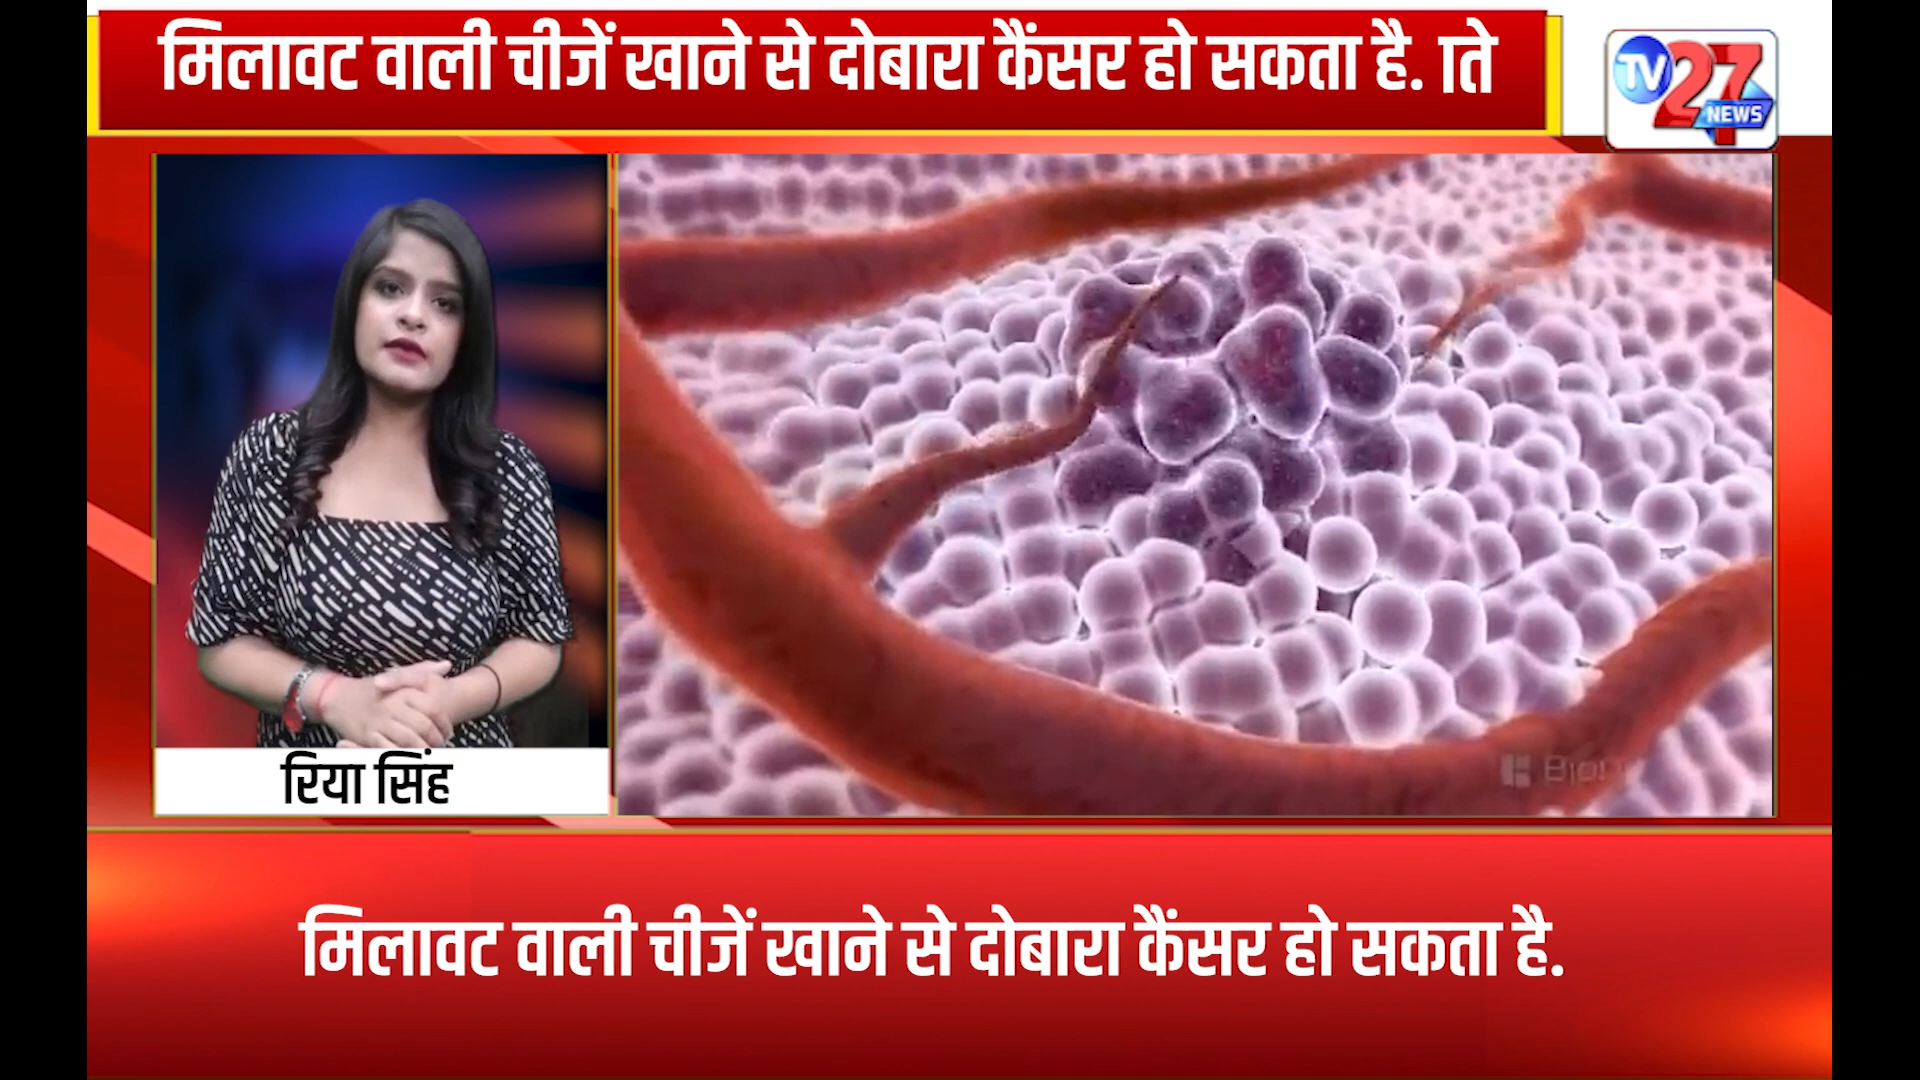 मिलावट वाली चीजें खाने से दोबारा कैंसर हो सकता है. ाते
TV
27
NEWS
रिया सिंह
मिलावट वाली चीजें खाने से दोबारा कैंसर हो सकता है.